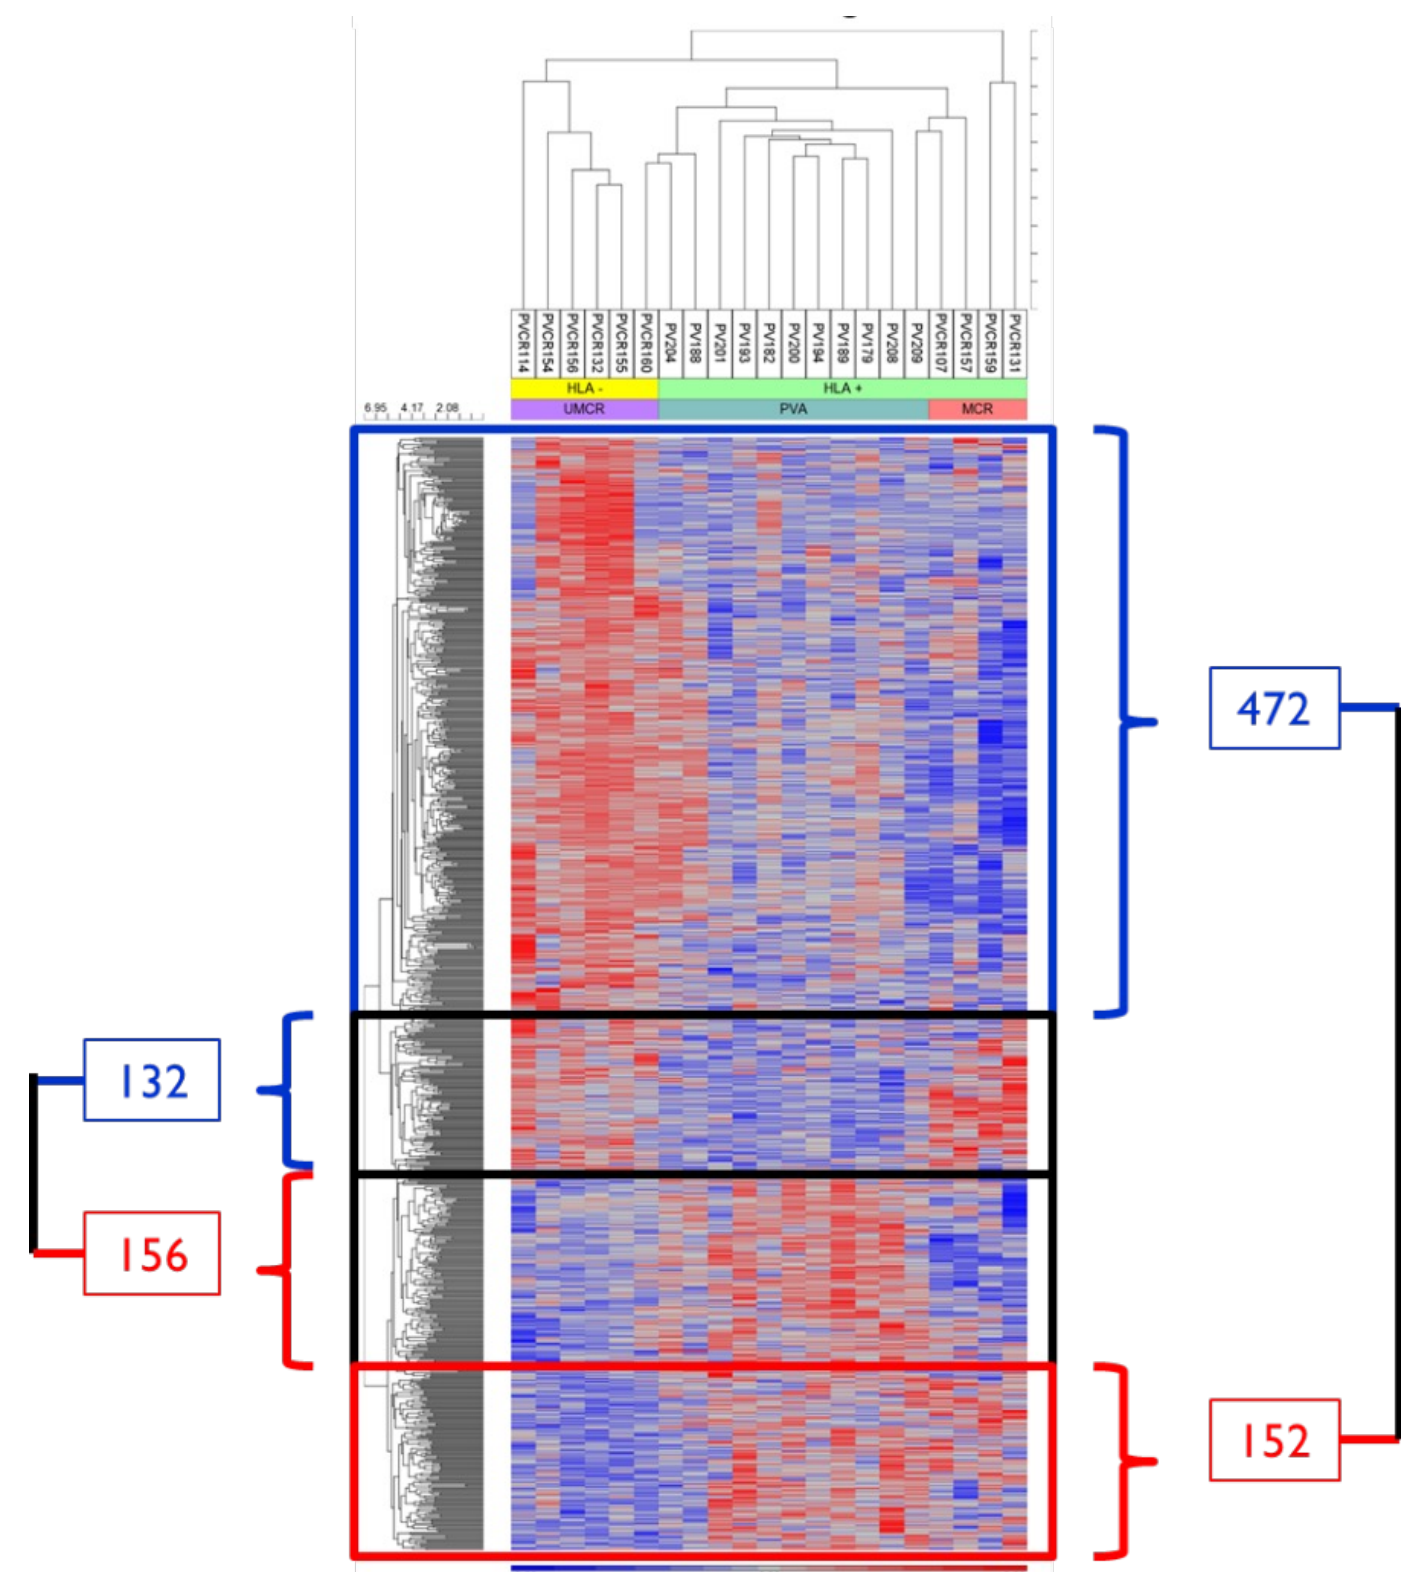 PVCR114
PVCR154
PVCR156
PVCR132
PVCR155
PVCR160
PV204
PV188
PV201
PV193
PV182
PV200
PV194
PV189
PV179
PV208
PV209
PVCR107
PVCR157
PVCR159
PVCR131
HLA - HLA +
6.95 4.17 2.08 UMCR PVA MCR
472
132
156
152